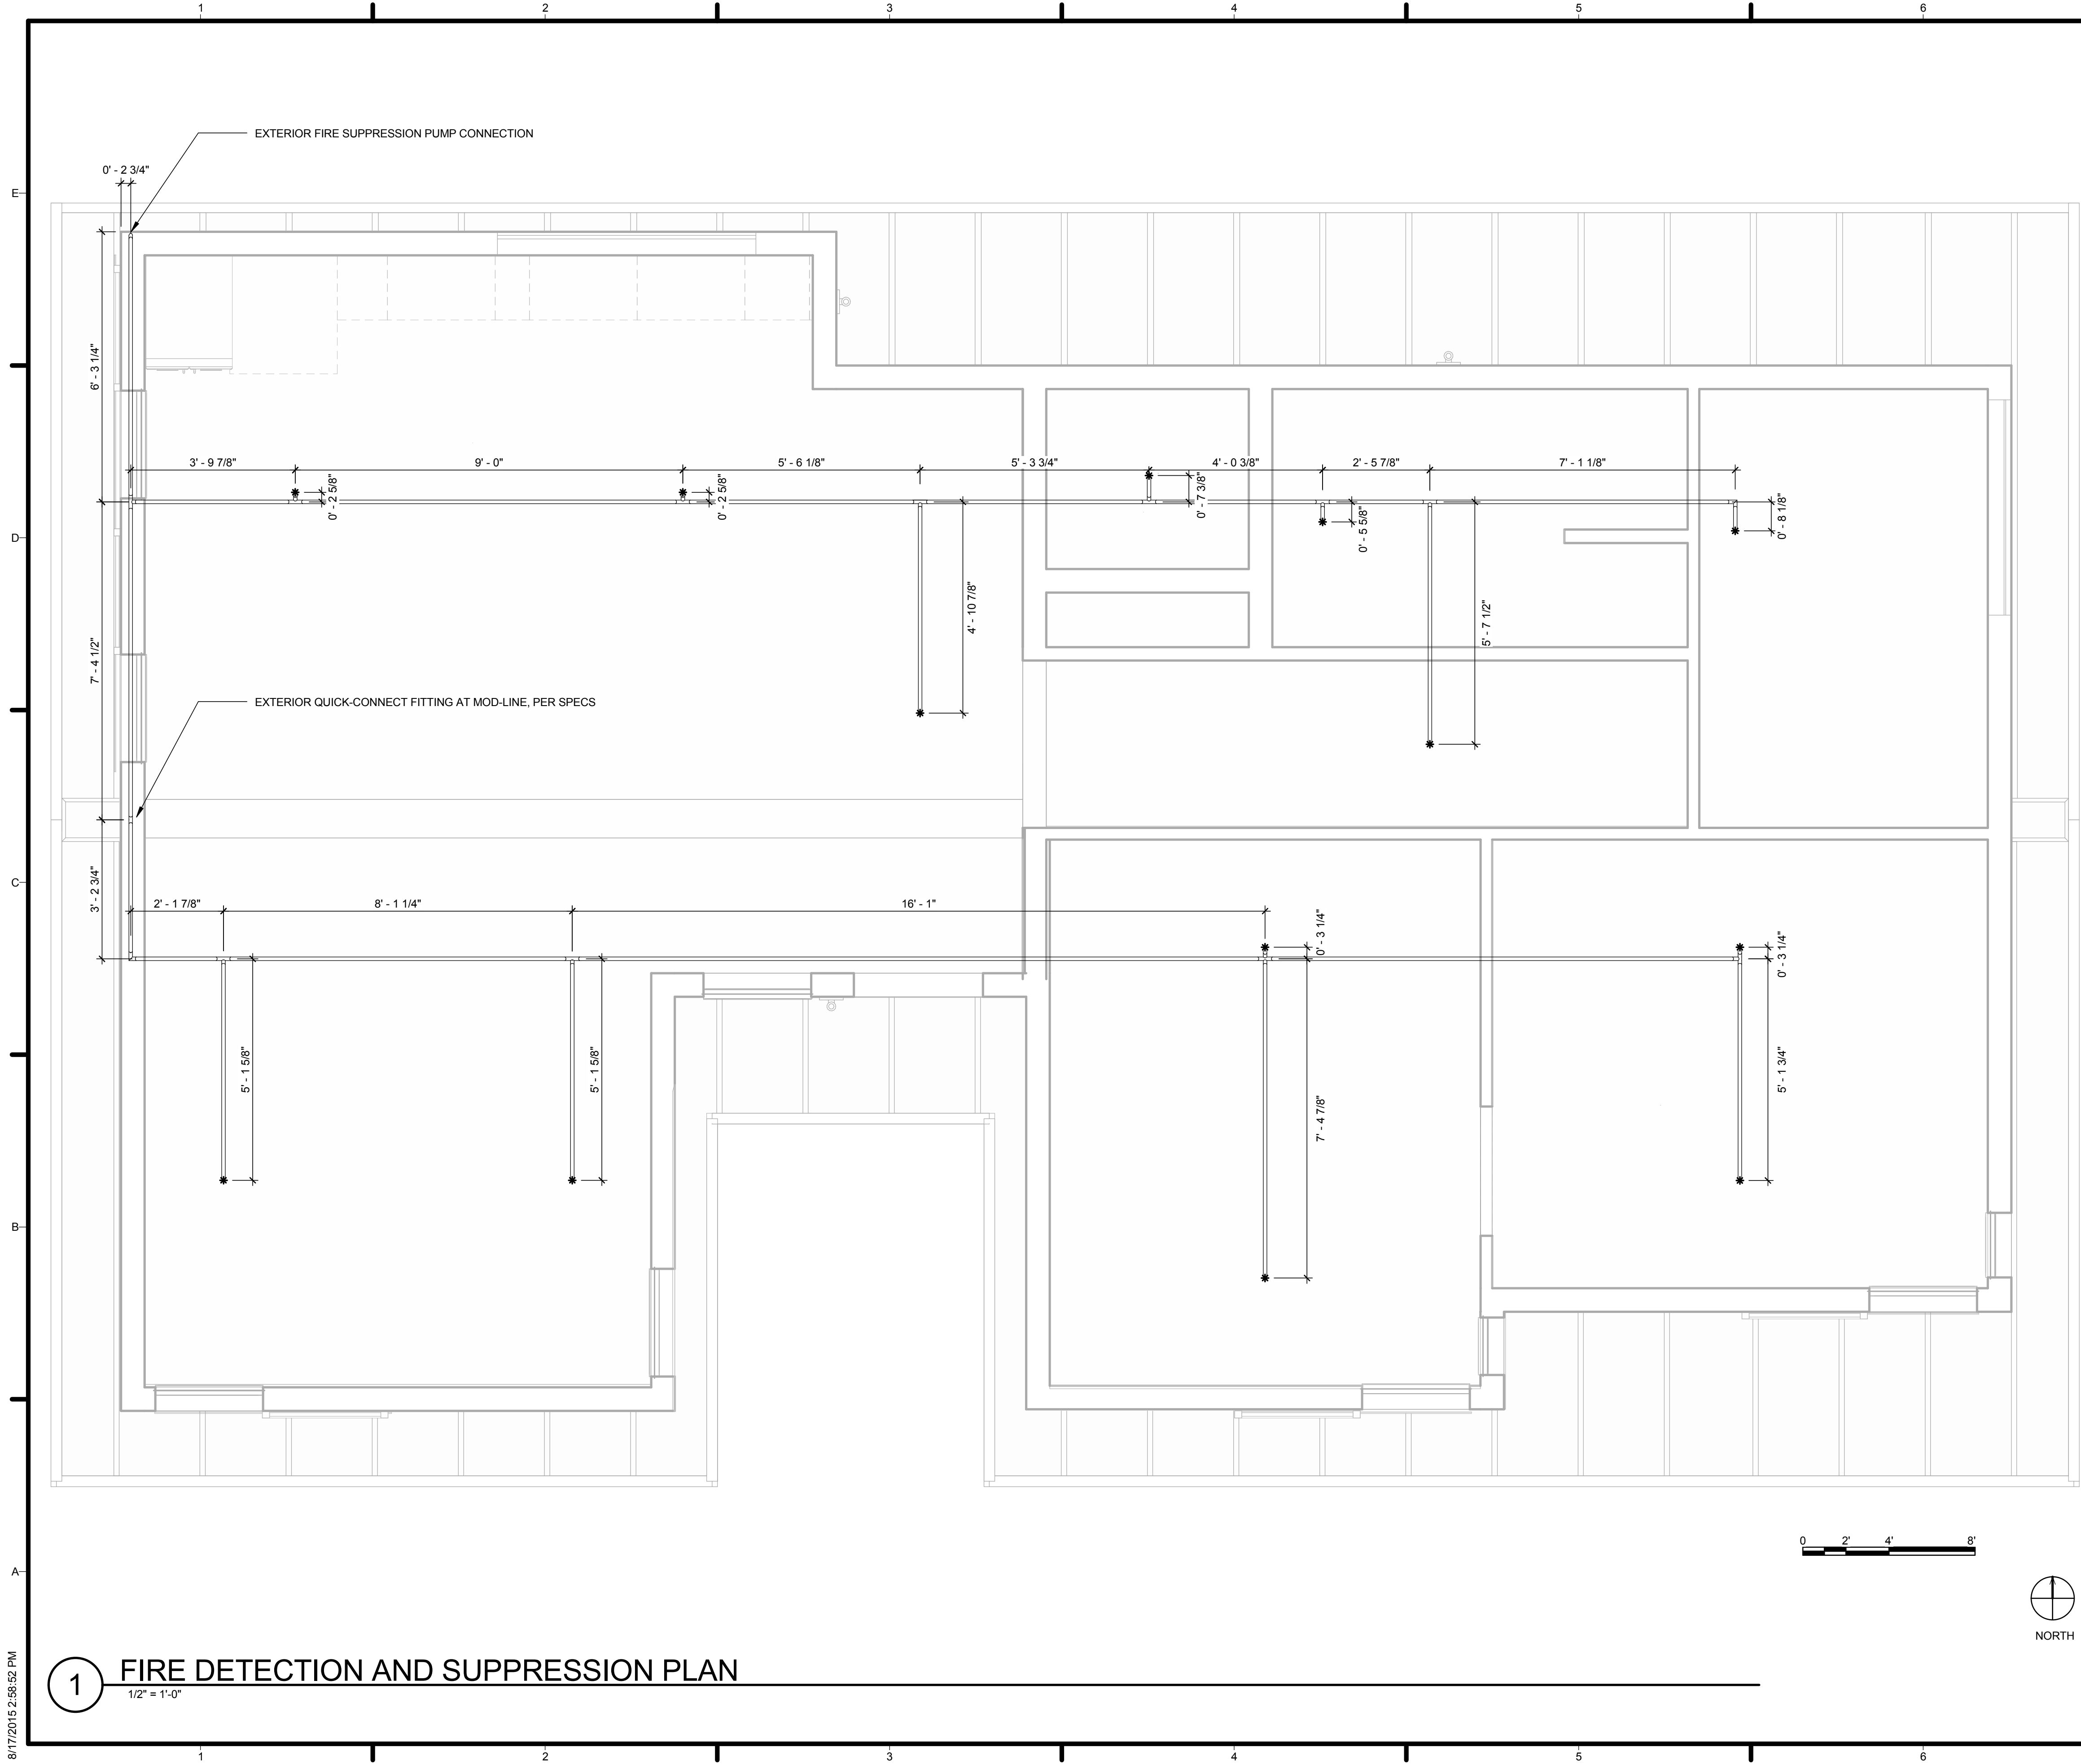 1 2 3 4 5 6
EXTERIOR FIRE SUPPRESSION PUMP CONNECTION
0' - 2 3/4"
E
6' - 3 1/4"
3' - 9 7/8" 9' - 0" 5' - 6 1/8" 5' - 3 3/4" 4' - 0 3/8" 2' - 5 7/8" 7' - 1 1/8"
0' - 2 5/8"
0' - 2 5/8"
0' - 7 3/8"
0' - 5 5/8"
0' - 8 1/8"
D
4' - 10 7/8"
5' - 7 1/2"
7' - 4 1/2"
EXTERIOR QUICK-CONNECT FITTING AT MOD-LINE, PER SPECS
C
3' - 2 3/4"
2' - 1 7/8" 8' - 1 1/4" 16' - 1"
0' - 3 1/4"
0' - 3 1/4"
5' - 1 5/8"
5' - 1 5/8"
7' - 4 7/8"
5' - 1 3/4"
B
0 2' 4' 8'
A
NORTH
1 FIRE DETECTION AND SUPPRESSION PLAN
1/2" = 1'-0"
8/17/2015 2:58:52 PM
1 2 3 4 5 6